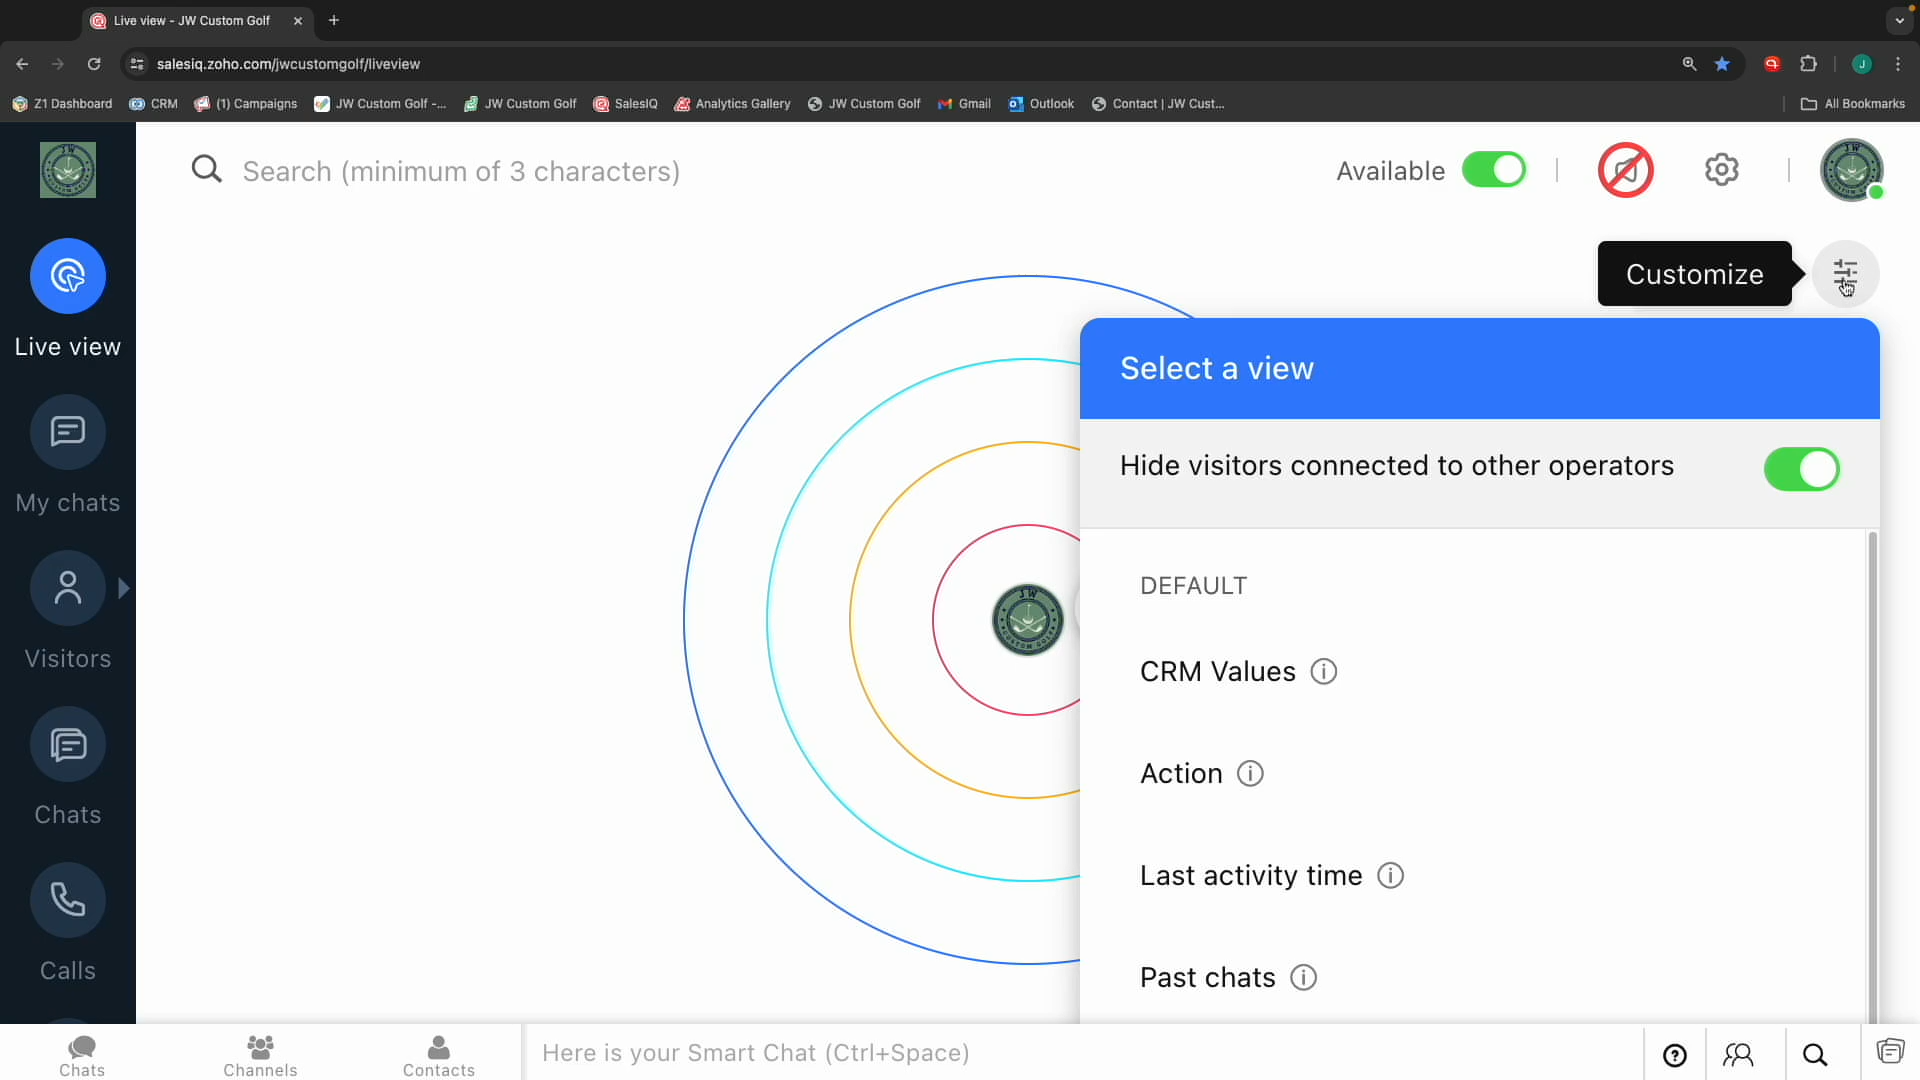 Live view - JW Custom Golf
salesiq.zoho.com/jwcustomgolf/liveview
Z1 Dashboard
CRM
(1) Campaigns
JW Custom Golf -...
JW Custom Golf
SalesIQ
Analytics Gallery
JW Custom Golf
Gmail
Outlook
Contact | JW Cust...
All Bookmarks
Search (minimum of 3 characters)
Available
Customize
Live view
Select a view
Hide visitors connected to other operators
My chats
DEFAULT
JW
CUSTOM GOLF
CRM Values
Visitors
Action
Chats
Last activity time
Calls
Past chats
Chats
Channels
Contacts
Here is your Smart Chat (Ctrl+Space)